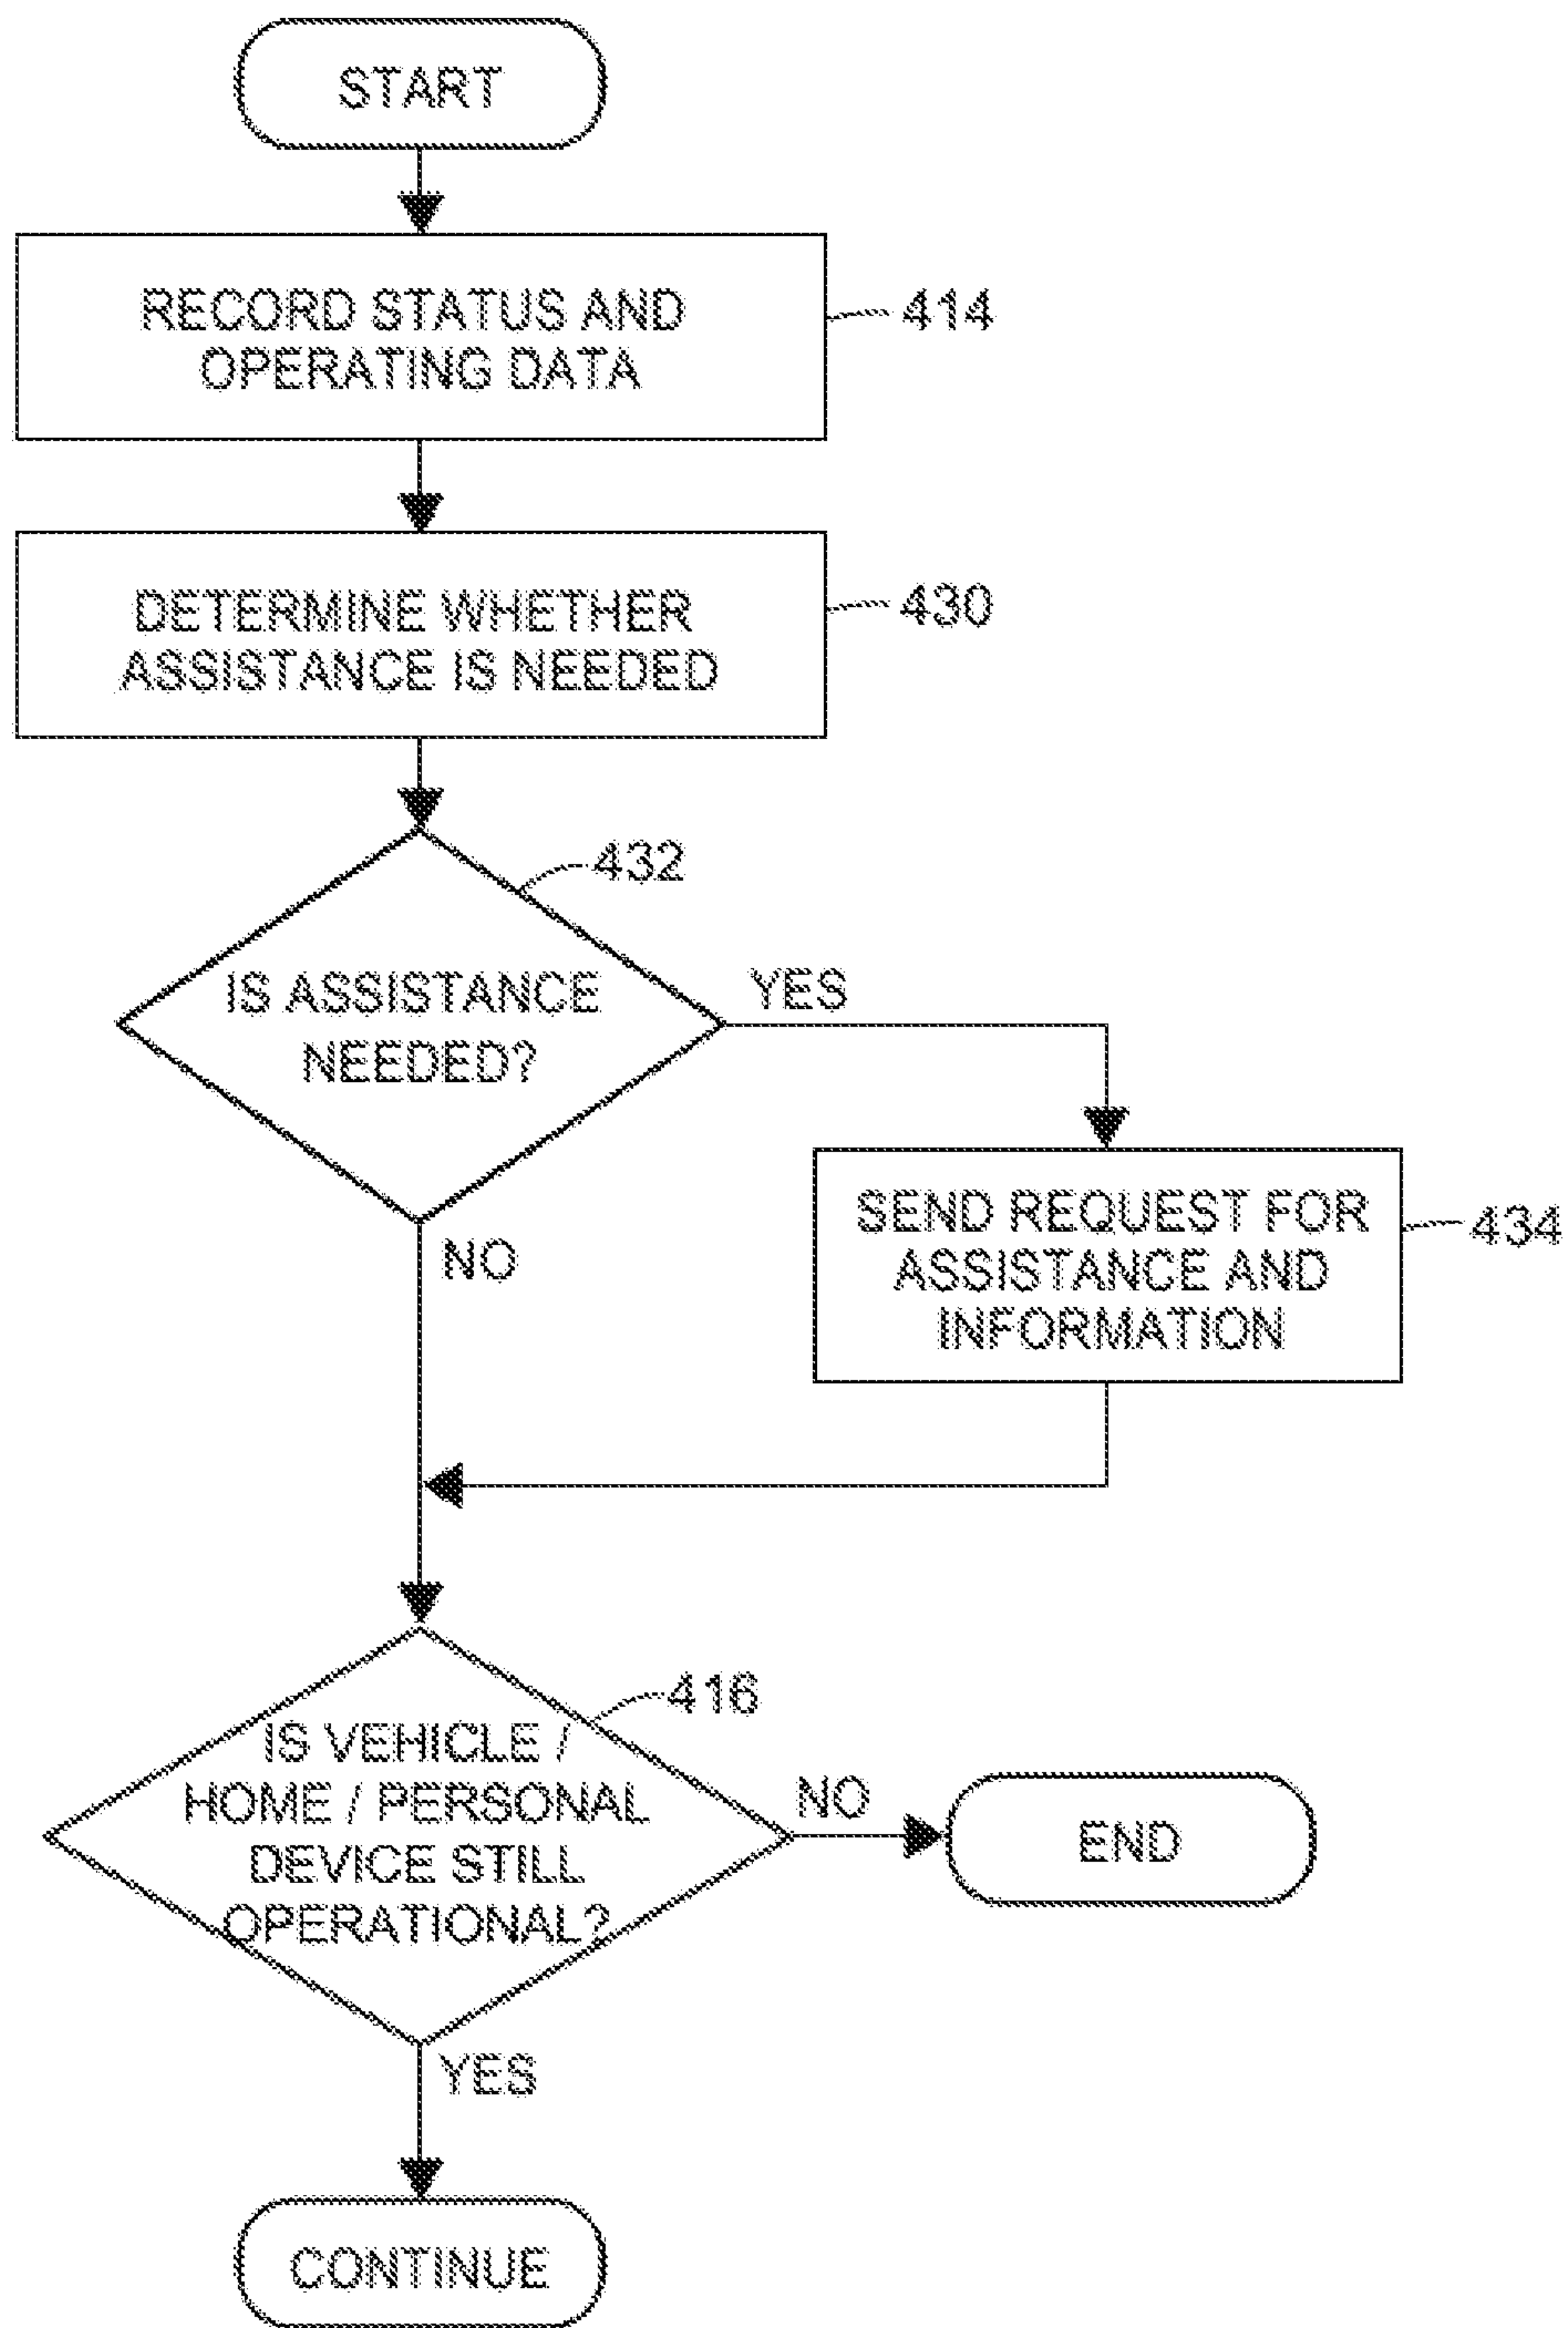 START
RECORD STATUS AND
OPERATING DATA
414
DETERMINE WHETHER
ASSISTANCE IS NEEDED
430
432
IS ASSISTANCE
NEEDED?
YES
NO
SEND REQUEST FOR
ASSISTANCE AND
INFORMATION
434
416
IS VEHICLE /
HOME / PERSONAL
DEVICE STILL
OPERATIONAL?
NO
END
YES
CONTINUE